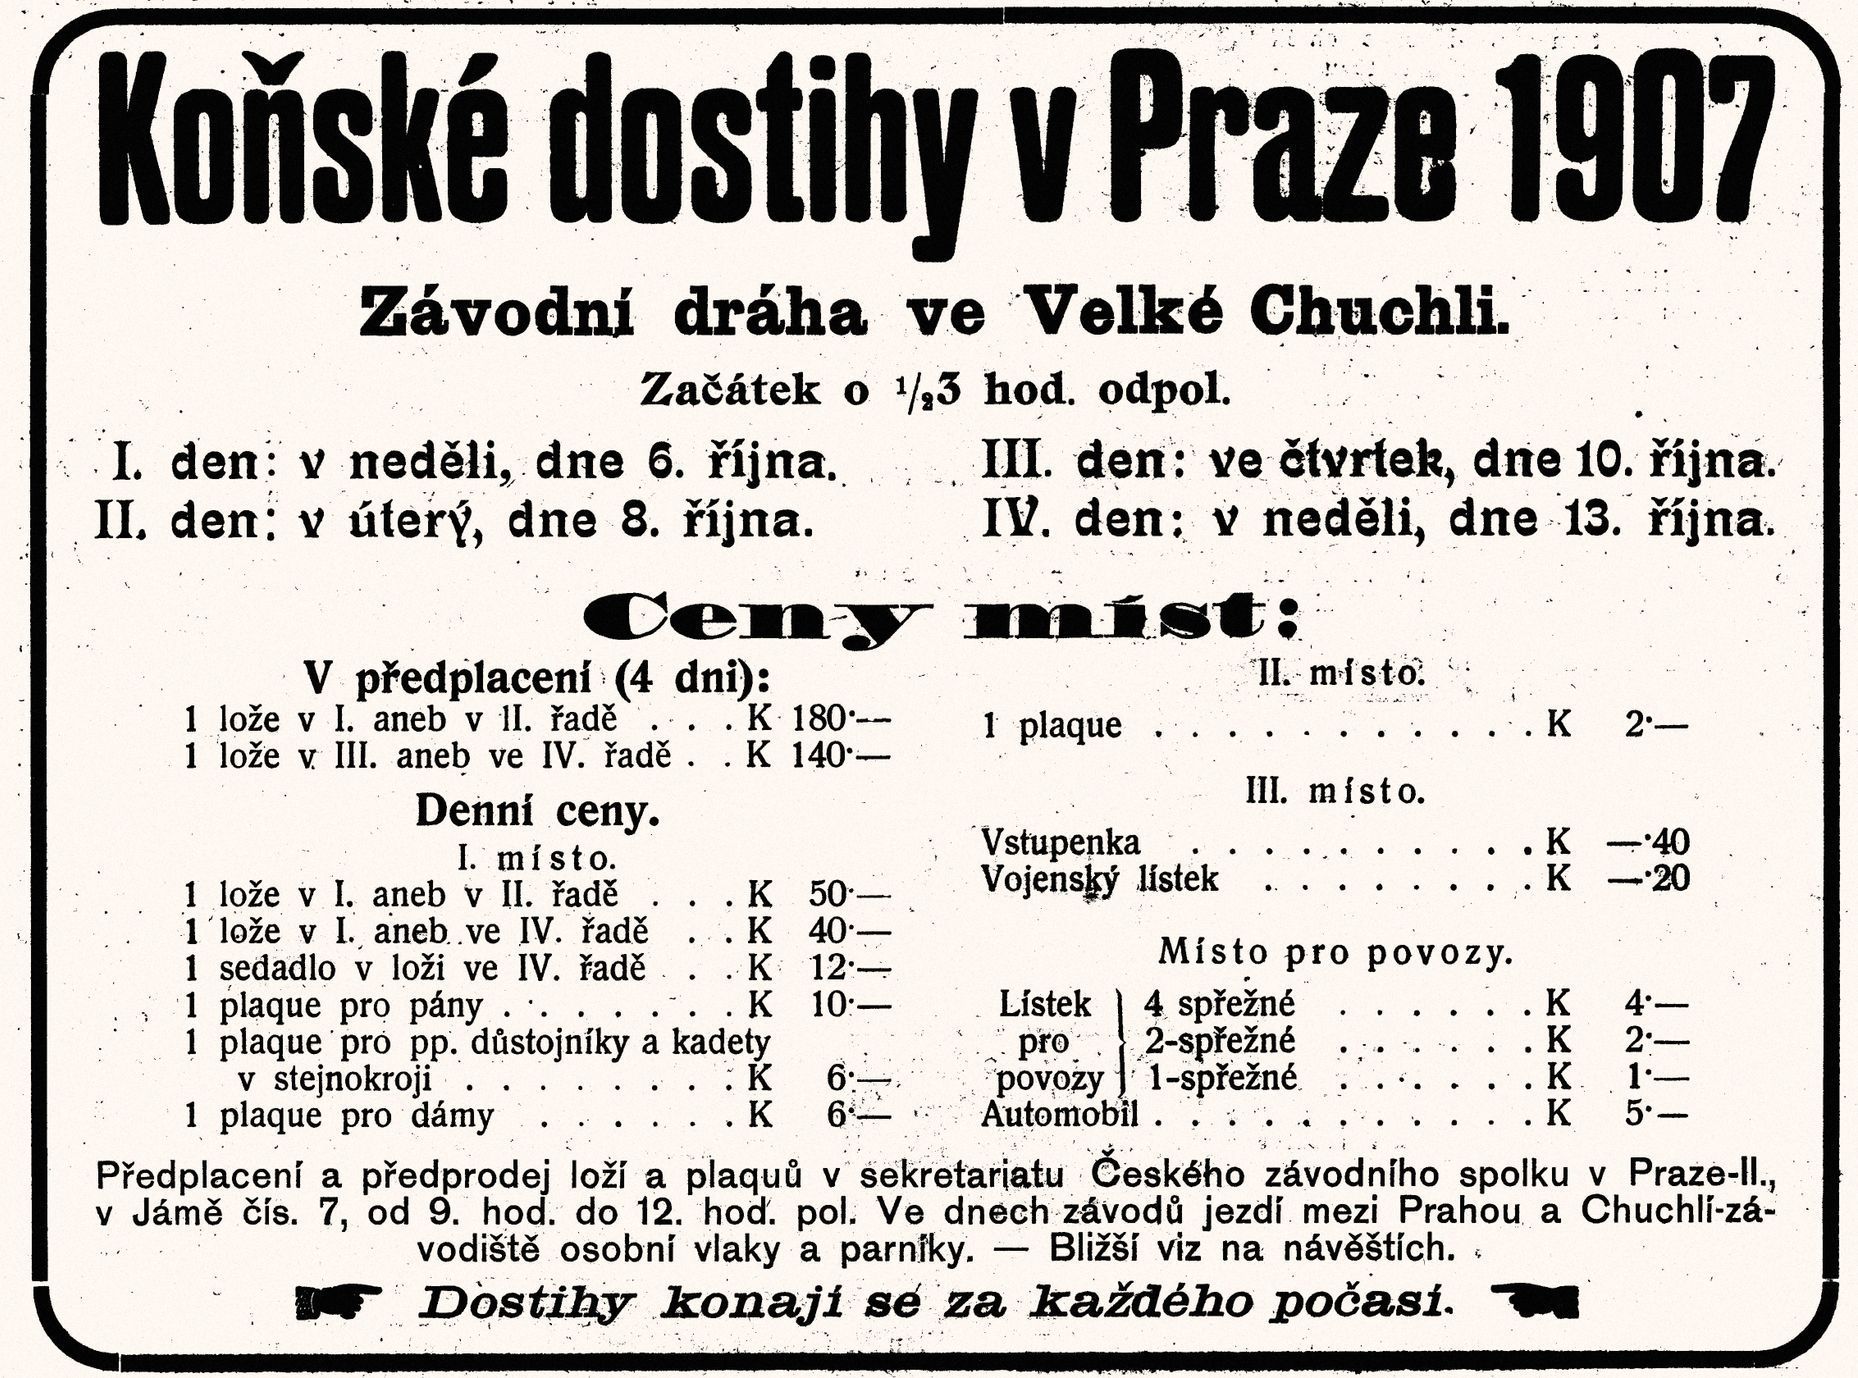 Koňské dostihy v Praze 1907
Závodní dráha ve Velké Chuchli.
Začátek o 1/23 hod. odpol.
I. den: v neděli, dne 6. října.
II. den: v úterý, dne 8. října.
III. den: ve čtvrtek, dne 10. října.
IV. den: v neděli, dne 13. října.
Ceny míst:
V předplacení (4 dni):
1 lože v I. aneb v II. řadě . . . K 180·—
1 lože v III. aneb ve IV. řadě . . K 140·—
Denní ceny.
I. místo.
1 lože v I. aneb v II. řadě . . . K 50·—
1 lože v I. aneb ve IV. řadě . . K 40·—
1 sedadlo v loži ve IV. řadě . . K 12·—
1 plaque pro pány . . . . . . . K 10·—
1 plaque pro pp. důstojníky a kadety
v stejnokroji . . . . . . . . K 6·—
1 plaque pro dámy . . . . . . K 6·—
II. místo.
1 plaque . . . . . . . . . . . K 2·—
III. místo.
Vstupenka . . . . . . . . . . K —·40
Vojenský lístek . . . . . . . . K —·20
Místo pro povozy.
Lístek } 4 spřežné . . . . . . K 4·—
pro } 2-spřežné . . . . . . K 2·—
povozy } 1-spřežné . . . . . . K 1·—
Automobil . . . . . . . . . . . K 5·—
Předplacení a předprodej loží a plaquů v sekretariatu Českého závodního spolku v Praze-II.,
v Jámě čís. 7, od 9. hod. do 12. hod. pol. Ve dnech závodů jezdí mezi Prahou a Chuchlí-zá-
vodiště osobní vlaky a parníky. — Bližší viz na návěštích.
Dostihy konají se za každého počasí.